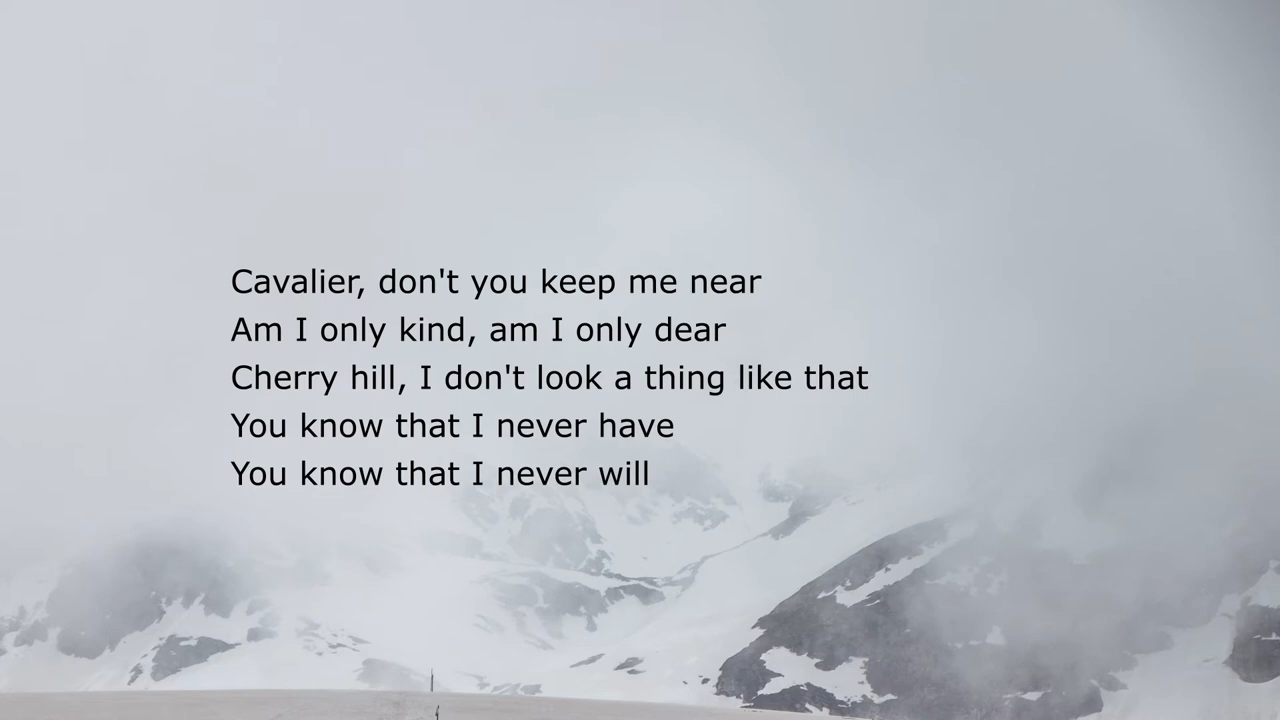 Cavalier, don't you keep me near
Am I only kind, am I only dear
Cherry hill, I don't look a thing like that
You know that I never have
You know that I never will